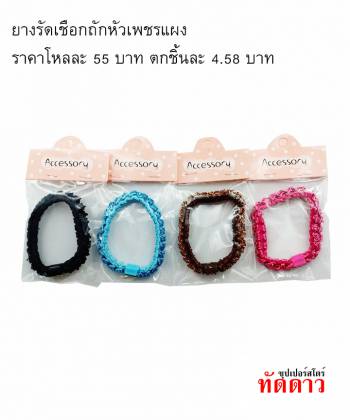 ยางรัดเชือกถักหัวเพชรแผง
ราคาโหลละ 55 บาท ตกชิ้นละ 4.58 บาท
Accessory Accessory Accessory Accessory
ซุปเปอร์สโตร์
ทัดดาว